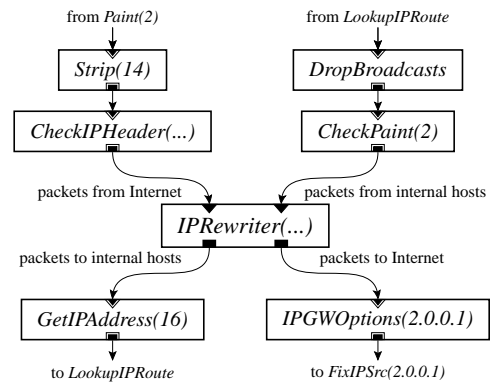 from Paint(2)
from LookupIPRoute
Strip(14)
DropBroadcasts
CheckIPHeader(...)
CheckPaint(2)
packets from Internet
packets from internal hosts
IPRewriter(...)
packets to internal hosts
packets to Internet
GetIPAddress(16)
IPGWOptions(2.0.0.1)
to LookupIPRoute
to FixIPSrc(2.0.0.1)